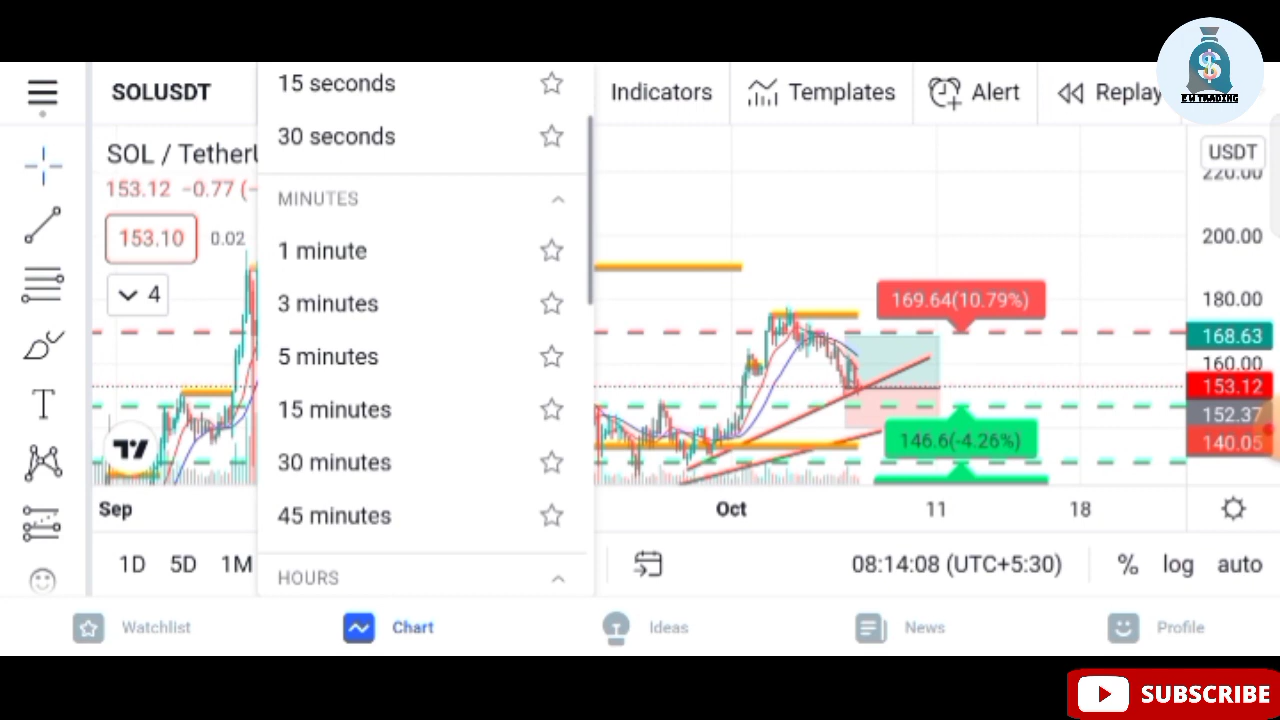 SOLUSDT
15 seconds
Indicators
Templates
Alert
Replay
$
30 seconds
SOL / Tether
USDT
153.12 −0.77 (−
MINUTES
220.00
153.10
0.02
1 minute
200.00
4
3 minutes
169.64(10.79%)
180.00
168.63
5 minutes
160.00
153.12
15 minutes
152.37
146.6(-4.26%)
140.05
30 minutes
Sep
45 minutes
Oct
11
18
1D
5D
1M
HOURS
08:14:08 (UTC+5:30)
%
log
auto
Watchlist
Chart
Ideas
News
Profile
SUBSCRIBE